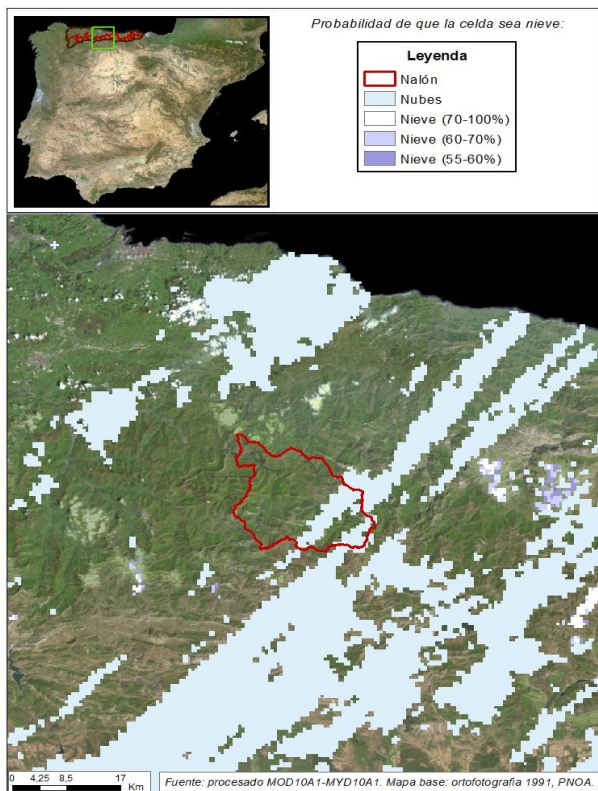 Probabilidad de que la celda sea nieve:
Leyenda
Nalón
Nubes
Nieve (70-100%)
Nieve (60-70%)
Nieve (55-60%)
0 4,25 8,5 17
Km
Fuente: procesado MOD10A1-MYD10A1. Mapa base: ortofotografía 1991, PNOA.